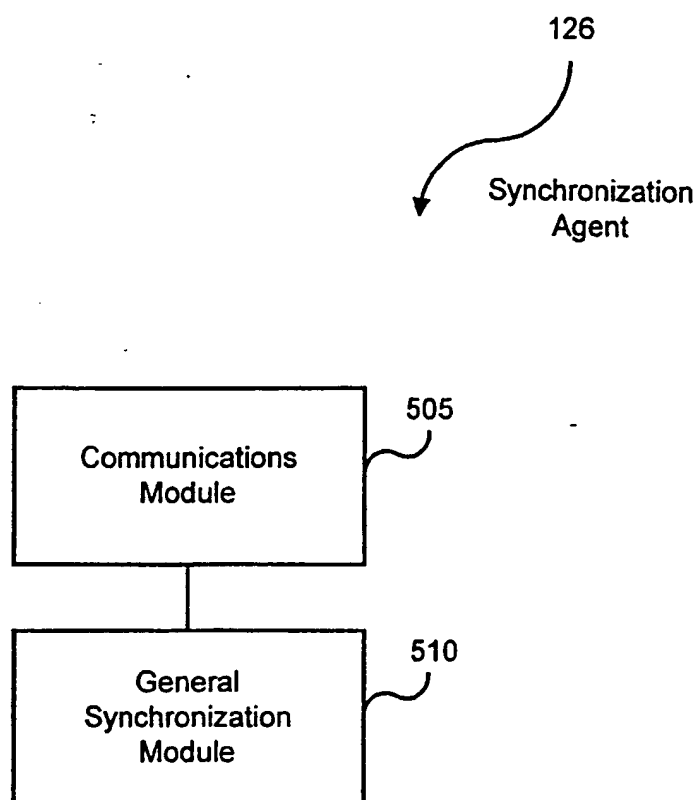 126
Synchronization
Agent
505
Communications
Module
510
General
Synchronization
Module